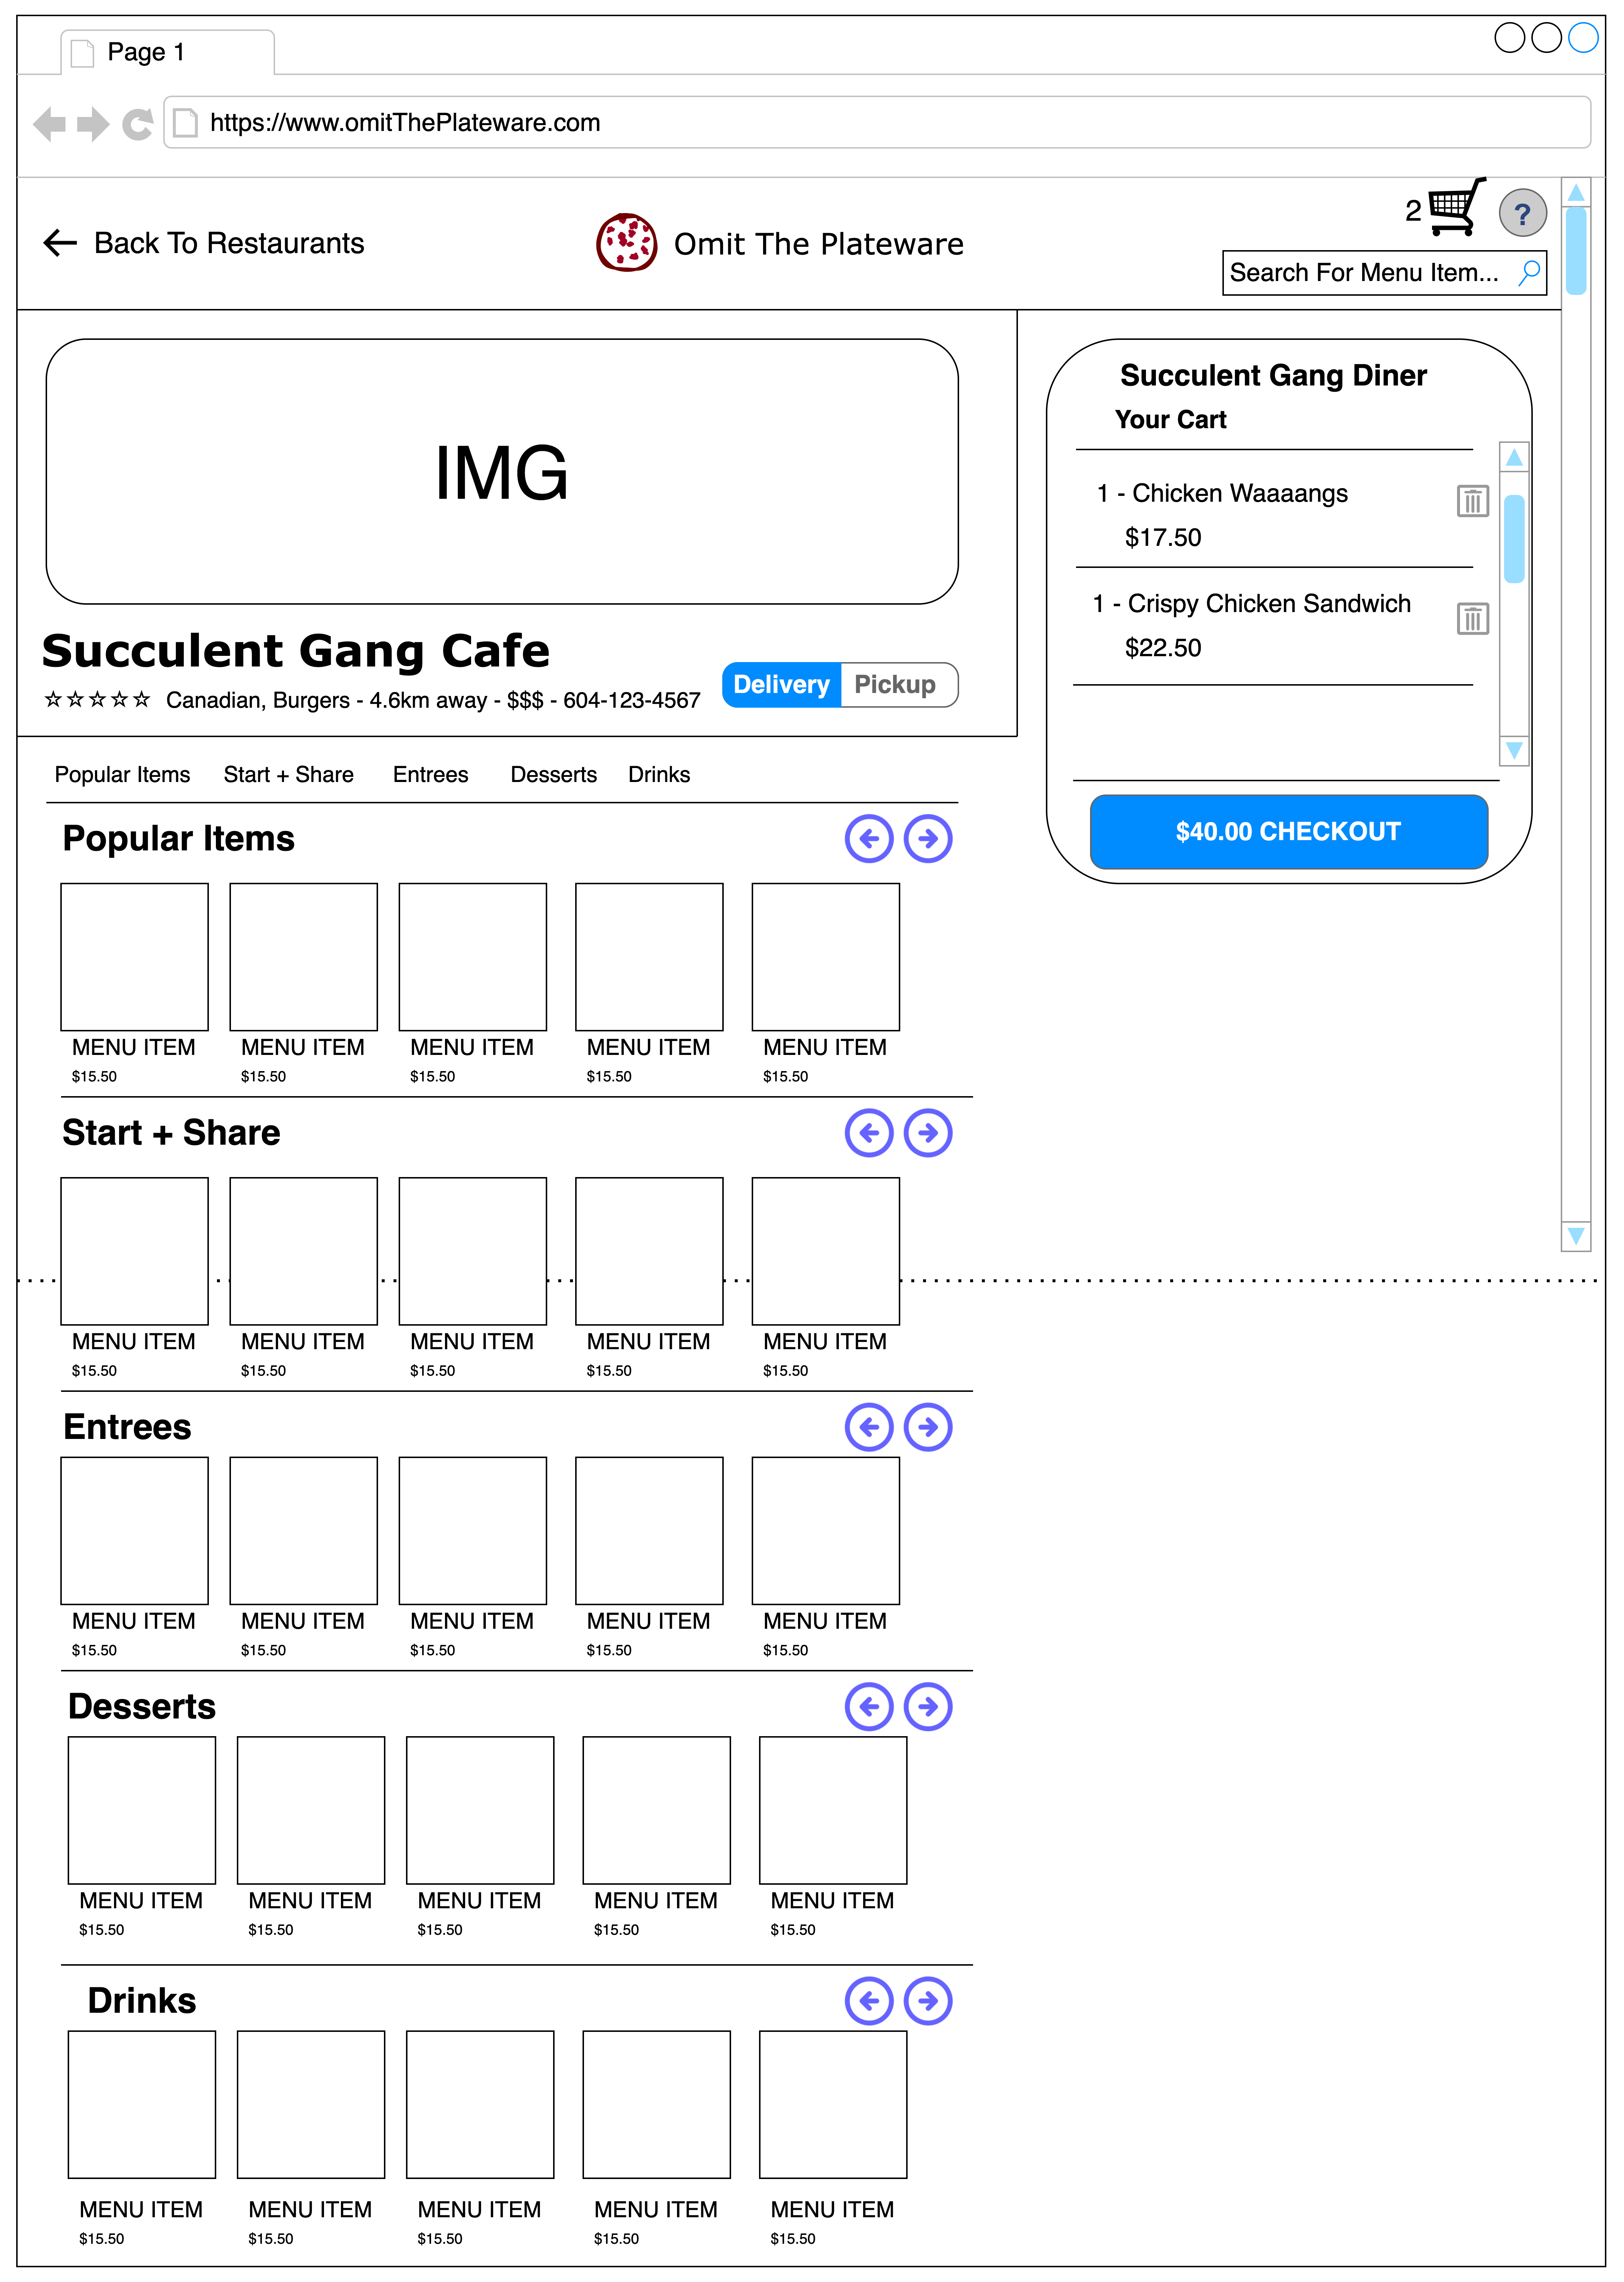 Page 1
https://www.omitThePlateware.com
2
?
Back To Restaurants
Omit The Plateware
Search For Menu Item...
IMG
Succulent Gang Cafe
Canadian, Burgers - 4.6km away - $$$ - 604-123-4567
Delivery
Pickup
Succulent Gang Diner
Your Cart
1 - Chicken Waaaangs
$17.50
1 - Crispy Chicken Sandwich
$22.50
$40.00 CHECKOUT
Popular Items Start + Share Entrees Desserts Drinks
Popular Items
MENU ITEM MENU ITEM MENU ITEM MENU ITEM MENU ITEM
$15.50 $15.50 $15.50 $15.50 $15.50
Start + Share
MENU ITEM MENU ITEM MENU ITEM MENU ITEM MENU ITEM
$15.50 $15.50 $15.50 $15.50 $15.50
Entrees
MENU ITEM MENU ITEM MENU ITEM MENU ITEM MENU ITEM
$15.50 $15.50 $15.50 $15.50 $15.50
Desserts
MENU ITEM MENU ITEM MENU ITEM MENU ITEM MENU ITEM
$15.50 $15.50 $15.50 $15.50 $15.50
Drinks
MENU ITEM MENU ITEM MENU ITEM MENU ITEM MENU ITEM
$15.50 $15.50 $15.50 $15.50 $15.50